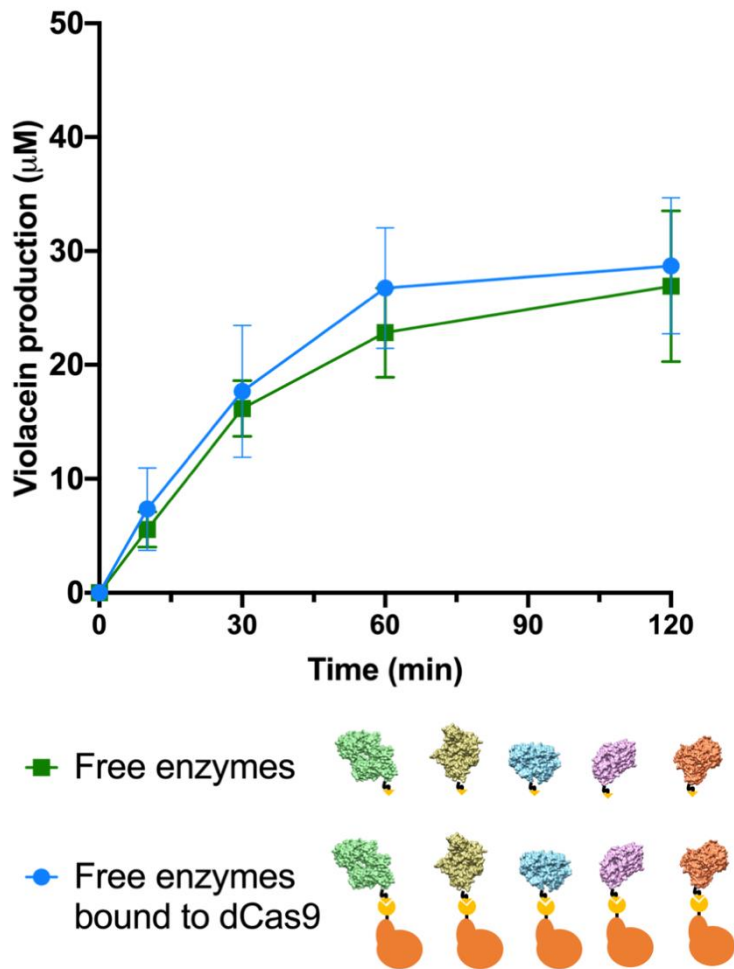 50
40
30
20
10
0
Violacein production (μM)
0 30 60 90 120
Time (min)
Free enzymes
Free enzymes
bound to dCas9